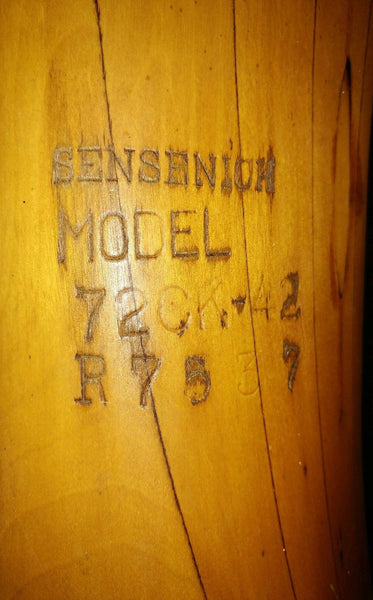 SENSENICH
MODEL
72CK-42
R7537